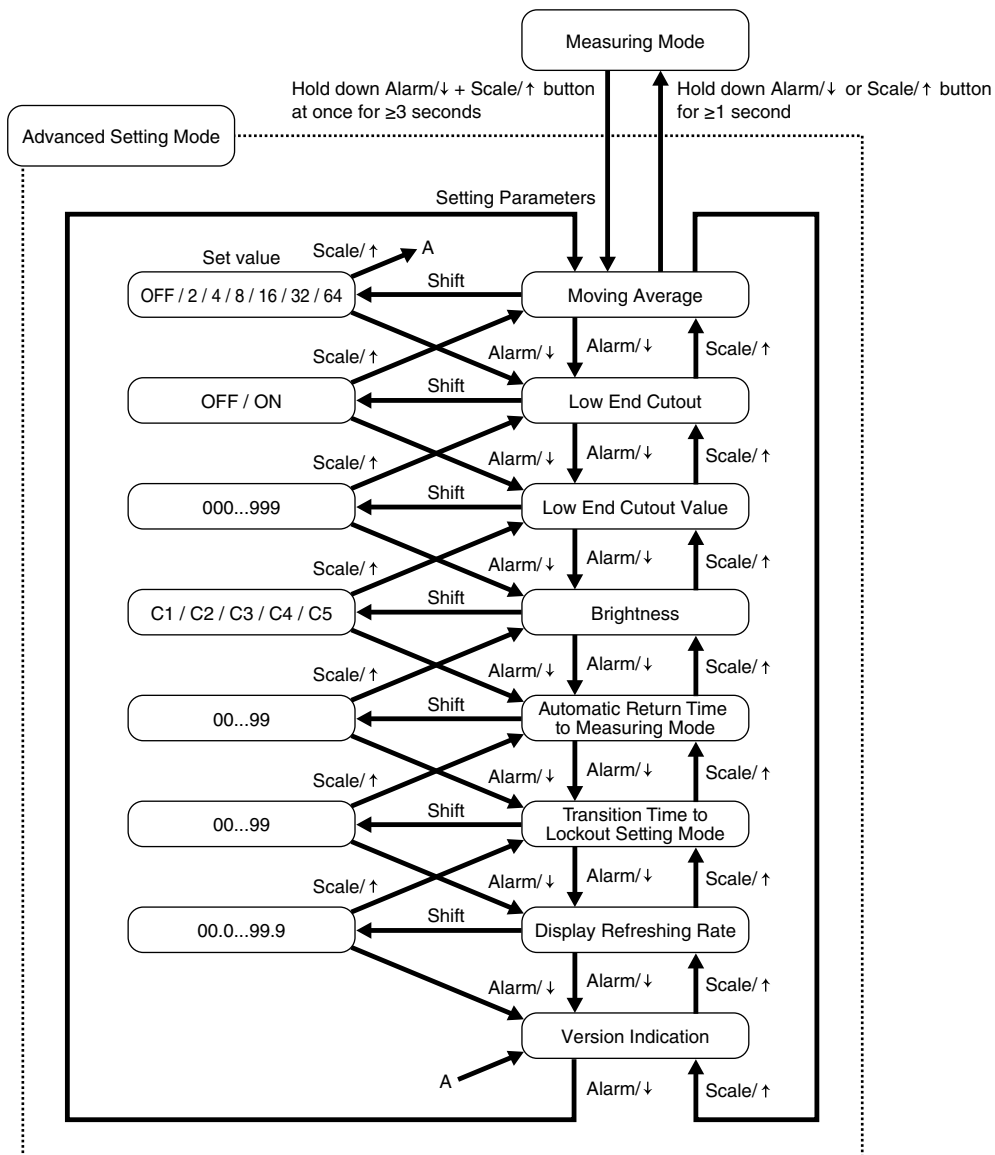 Measuring Mode
Hold down Alarm/↓ + Scale/↑ button
at once for ≥3 seconds
Hold down Alarm/↓ or Scale/↑ button
for ≥1 second
Advanced Setting Mode
Setting Parameters
Set value
Scale/↑
A
OFF / 2 / 4 / 8 / 16 / 32 / 64
Shift
Moving Average
Scale/↑
Alarm/↓
Alarm/↓
Scale/↑
OFF / ON
Shift
Low End Cutout
Scale/↑
Alarm/↓
Alarm/↓
Scale/↑
000...999
Shift
Low End Cutout Value
Scale/↑
Alarm/↓
Alarm/↓
Scale/↑
C1 / C2 / C3 / C4 / C5
Shift
Brightness
Scale/↑
Alarm/↓
Alarm/↓
Scale/↑
00...99
Shift
Automatic Return Time
to Measuring Mode
Scale/↑
Alarm/↓
Alarm/↓
Scale/↑
00...99
Shift
Transition Time to
Lockout Setting Mode
Scale/↑
Alarm/↓
Alarm/↓
Scale/↑
00.0...99.9
Shift
Display Refreshing Rate
Alarm/↓
Alarm/↓
Scale/↑
Version Indication
A
Alarm/↓
Scale/↑